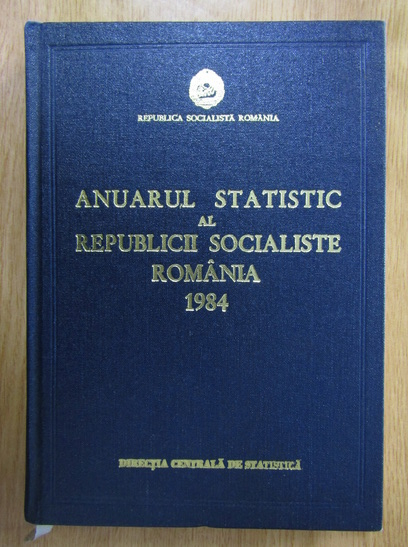 REPUBLICA SOCIALISTĂ ROMÂNIA
ANUARUL STATISTIC
AL
REPUBLICII SOCIALISTE
ROMÂNIA
1984
DIRECŢIA CENTRALĂ DE STATISTICĂ